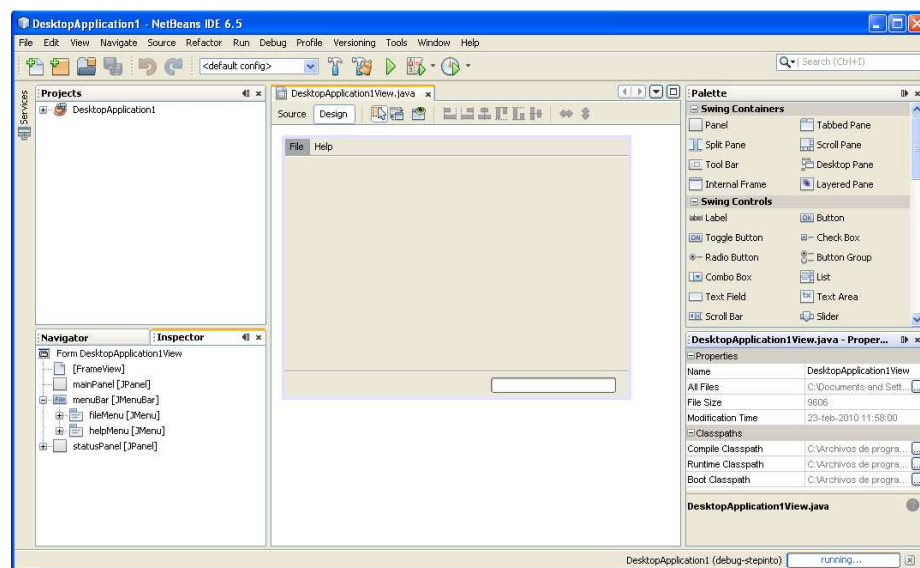 DesktopApplication1 - NetBeans IDE 6.5
File Edit View Navigate Source Refactor Run Debug Profile Versioning Tools Window Help
<default config>
Search (Ctrl+I)
Services
Projects
DesktopApplication1
DesktopApplication1View.java
Source Design
File Help
Palette
Swing Containers
Panel Tabbed Pane
Split Pane Scroll Pane
Tool Bar Desktop Pane
Internal Frame Layered Pane
Swing Controls
label Label OK Button
ON Toggle Button Check Box
Radio Button Button Group
Combo Box List
Text Field Text Area
Scroll Bar Slider
Navigator Inspector
Form DesktopApplication1View
[FrameView]
mainPanel [JPanel]
menuBar [JMenuBar]
fileMenu [JMenu]
helpMenu [JMenu]
statusPanel [JPanel]
DesktopApplication1View.java - Proper...
Properties
Name DesktopApplication1View
All Files C:\Documents and Sett...
File Size 9606
Modification Time 23-feb-2010 11:58:00
Classpaths
Compile Classpath C:\Archivos de progra...
Runtime Classpath C:\Archivos de progra...
Boot Classpath C:\Archivos de progra...
DesktopApplication1View.java
DesktopApplication1 (debug-stepinto) running...